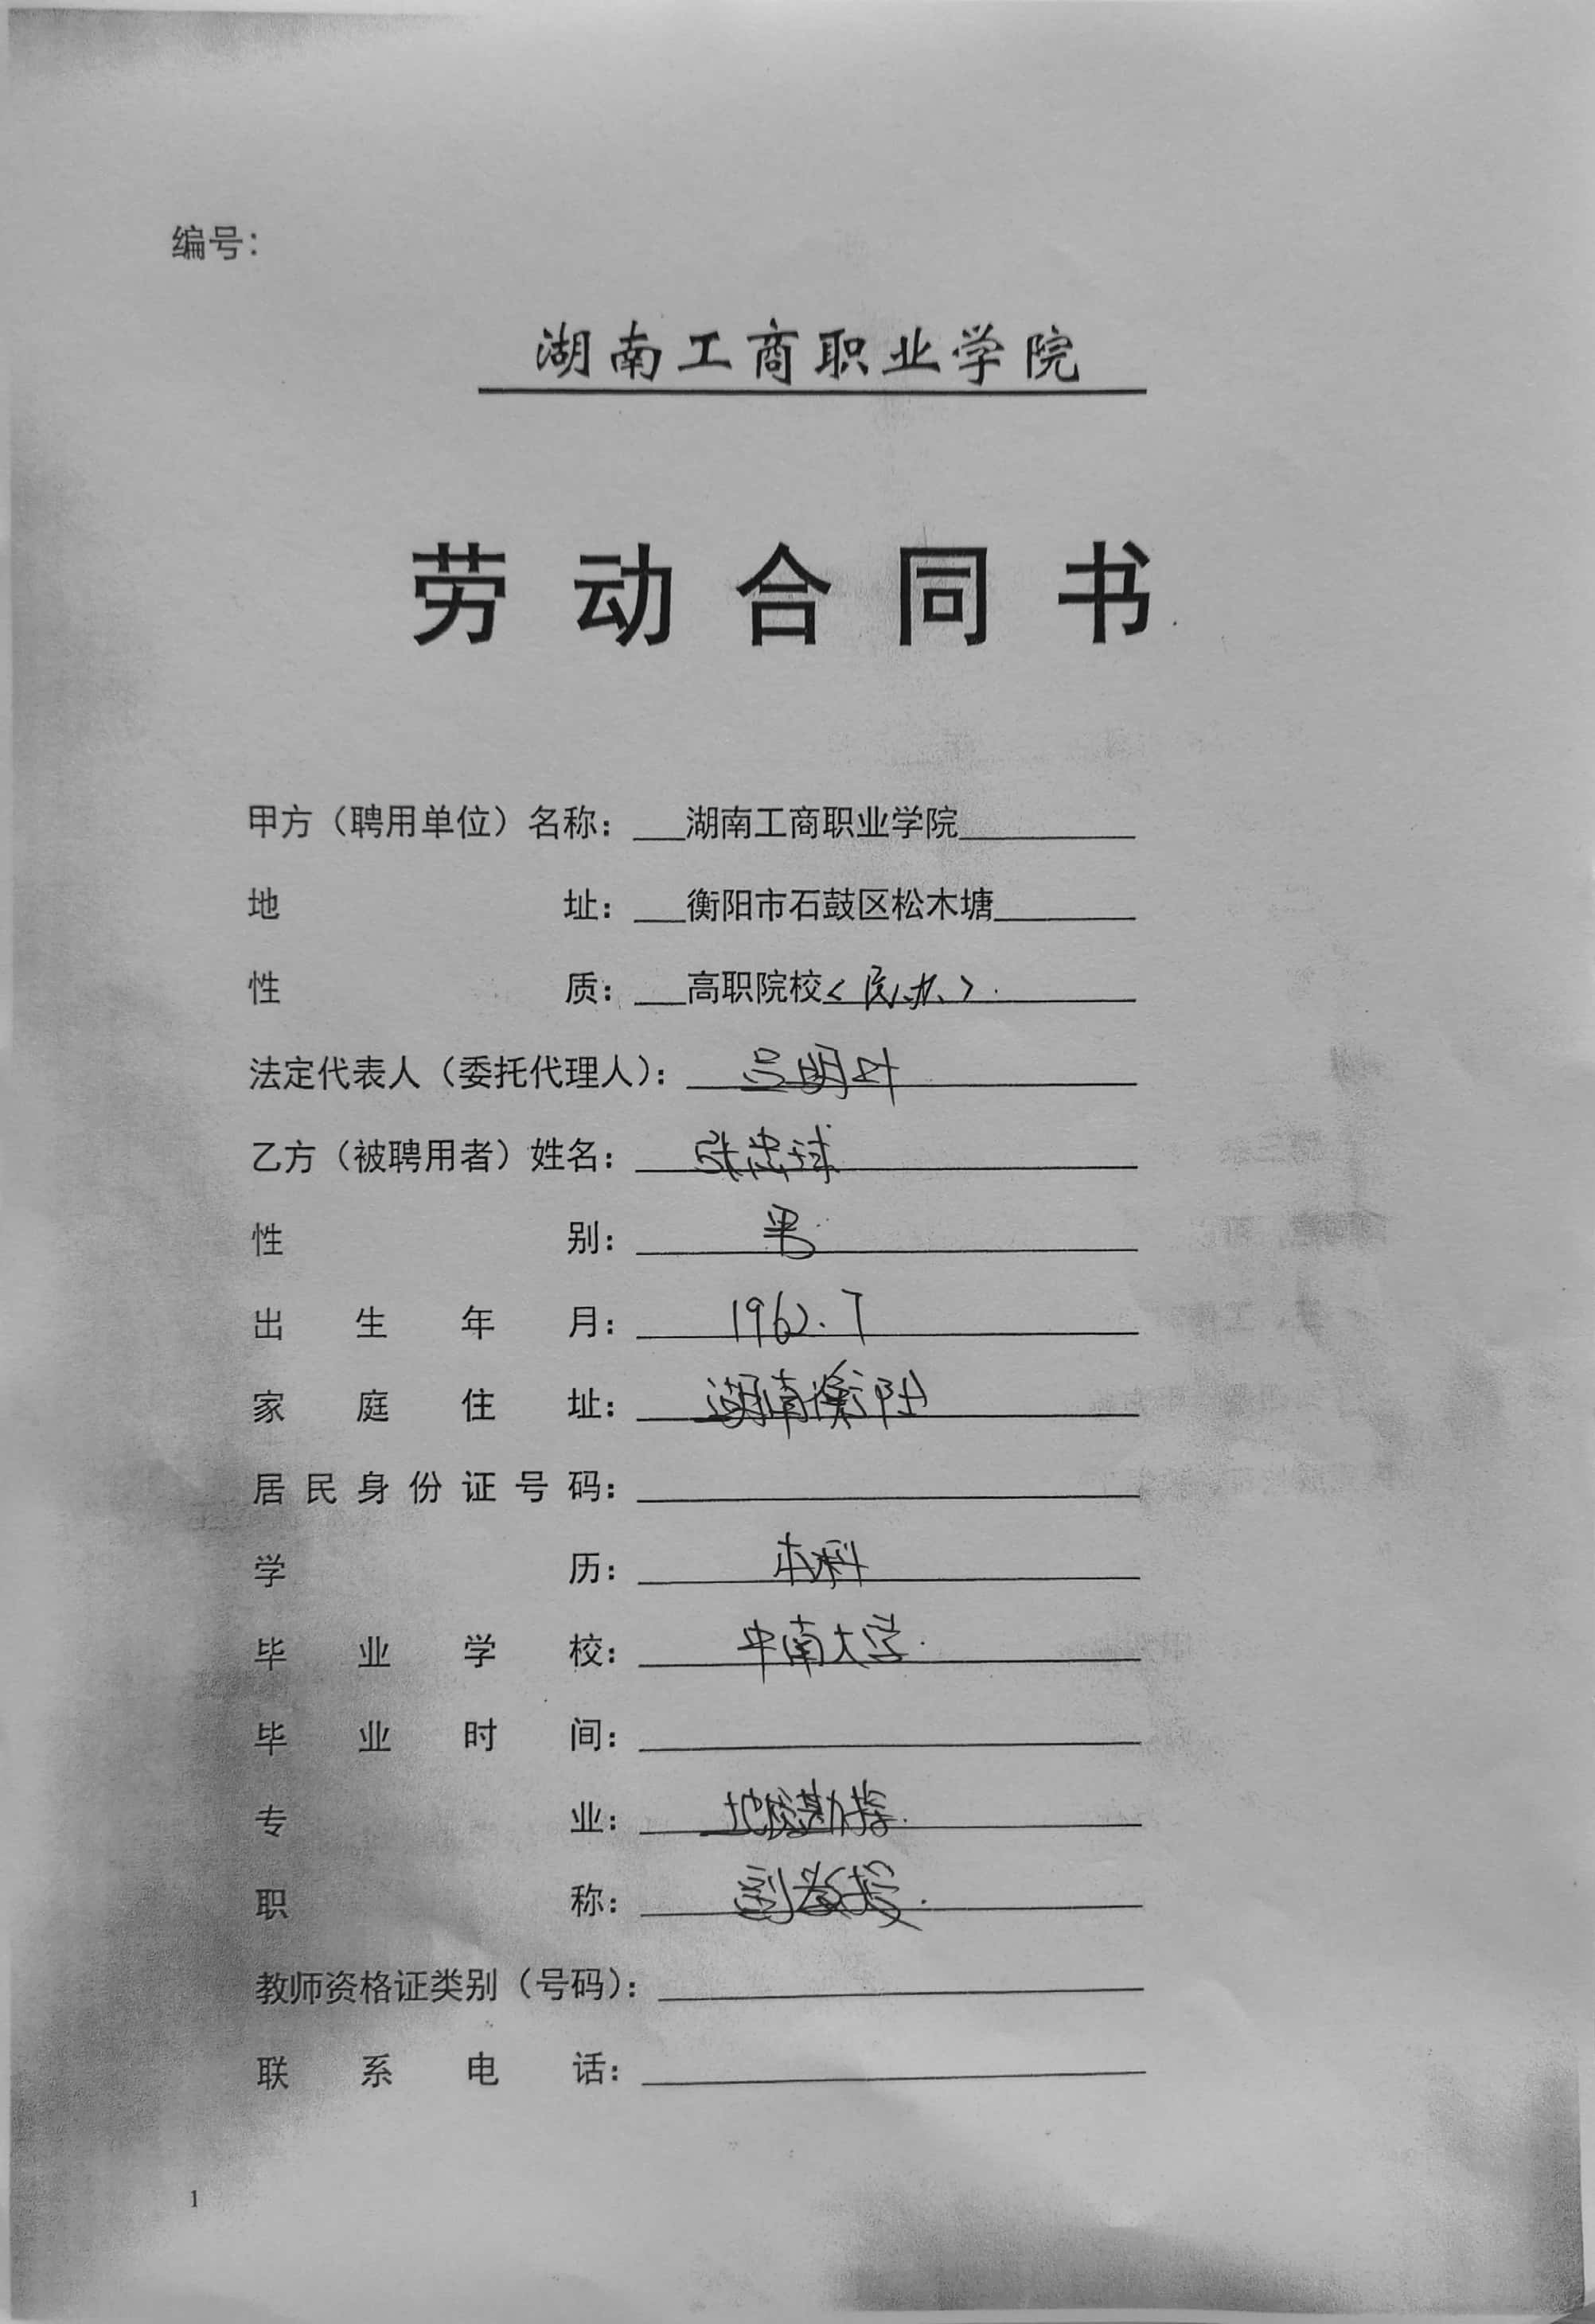 编号：
湖南工商职业学院
劳动合同书
甲方（聘用单位）名称：湖南工商职业学院
地址：衡阳市石鼓区松木塘
性质：高职院校<民办>.
法定代表人（委托代理人）：吕明叶
乙方（被聘用者）姓名：张忠球
性别：男
出生年月：1962.7
家庭住址：湖南衡阳
居民身份证号码：
学历：本科
毕业学校：中南大学.
毕业时间：
专业：地质勘探.
职称：副教授.
教师资格证类别（号码）：
联系电话：
1